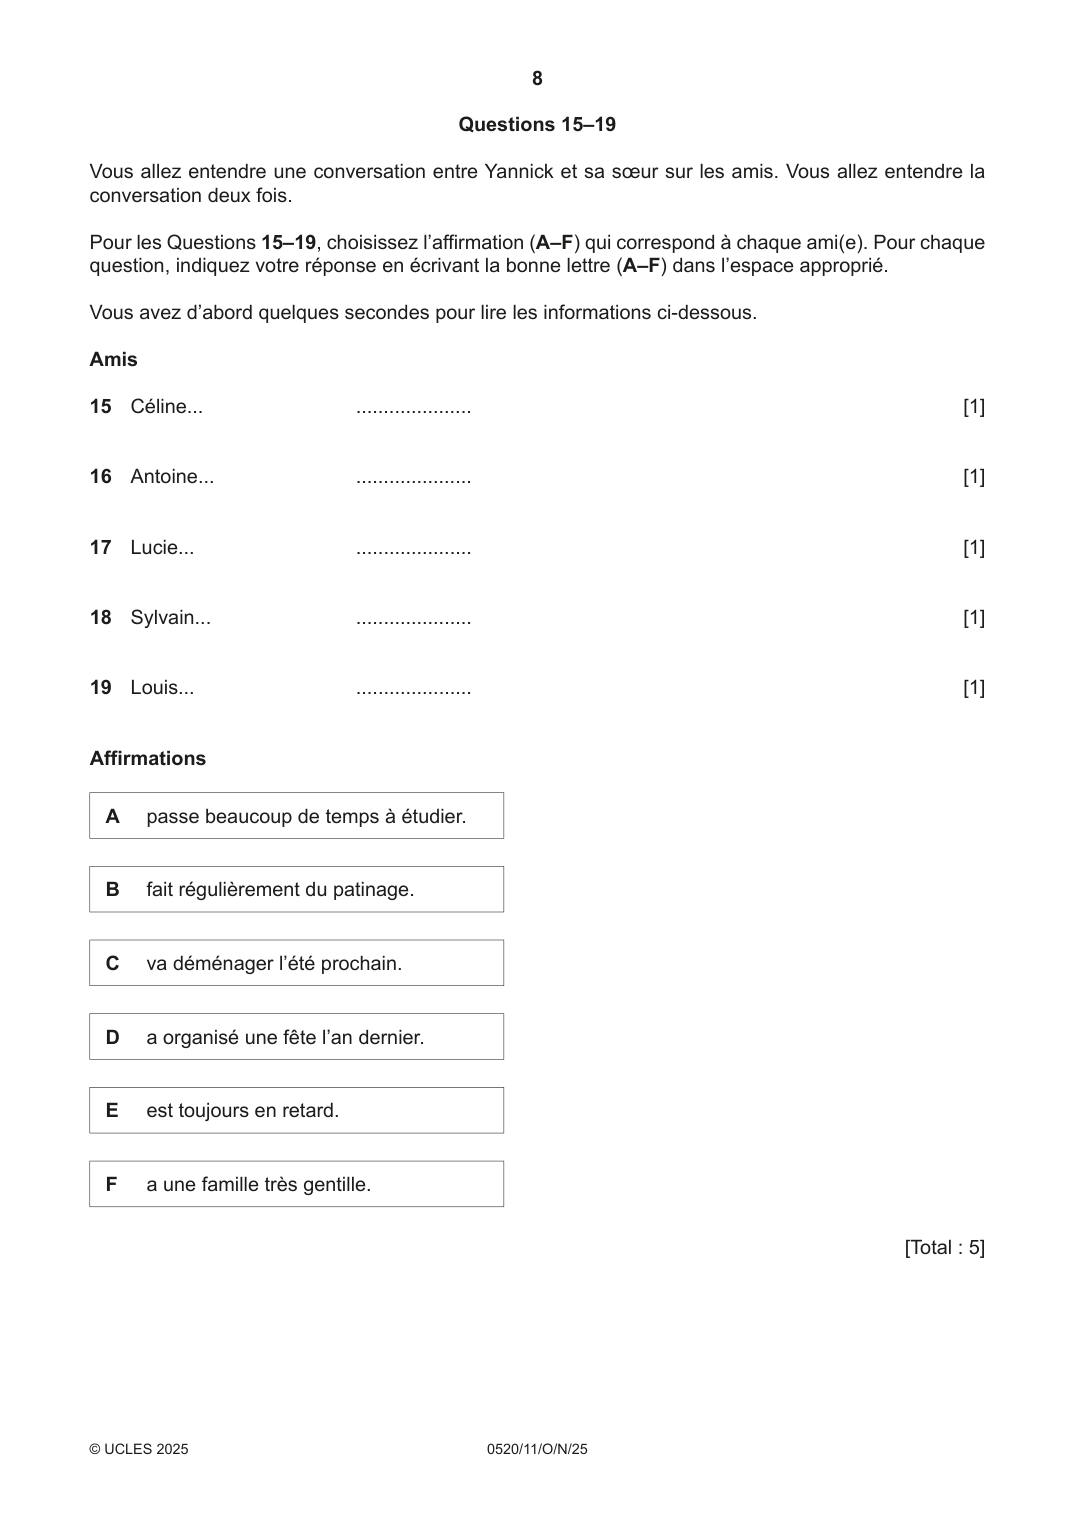 8
Questions 15–19
Vous allez entendre une conversation entre Yannick et sa sœur sur les amis. Vous allez entendre la
conversation deux fois.
Pour les Questions 15–19, choisissez l’affirmation (A–F) qui correspond à chaque ami(e). Pour chaque
question, indiquez votre réponse en écrivant la bonne lettre (A–F) dans l’espace approprié.
Vous avez d’abord quelques secondes pour lire les informations ci-dessous.
Amis
15 Céline... ..................... [1]
16 Antoine... ..................... [1]
17 Lucie... ..................... [1]
18 Sylvain... ..................... [1]
19 Louis... ..................... [1]
Affirmations
A passe beaucoup de temps à étudier.
B fait régulièrement du patinage.
C va déménager l’été prochain.
D a organisé une fête l’an dernier.
E est toujours en retard.
F a une famille très gentille.
[Total : 5]
© UCLES 2025 0520/11/O/N/25